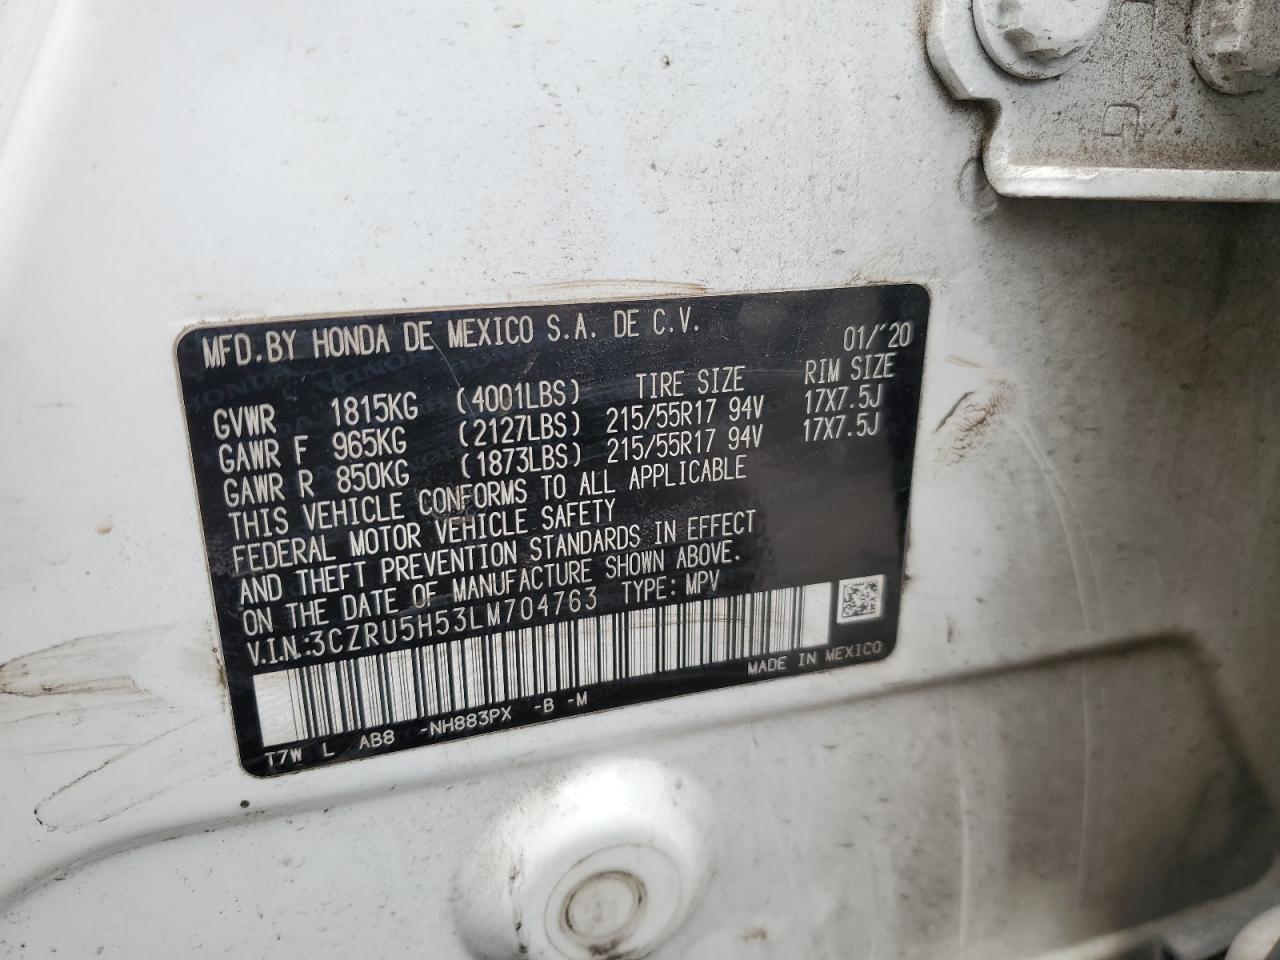 MFD. BY HONDA DE MEXICO S.A. DE C.V. 01/'20
TIRE SIZE RIM SIZE
GVWR 1815KG (4001LBS)
GAWR F 965KG (2127LBS) 215/55R17 94V 17X7.5J
GAWR R 850KG (1873LBS) 215/55R17 94V 17X7.5J
THIS VEHICLE CONFORMS TO ALL APPLICABLE
FEDERAL MOTOR VEHICLE SAFETY
AND THEFT PREVENTION STANDARDS IN EFFECT
ON THE DATE OF MANUFACTURE SHOWN ABOVE.
V.I.N.:3CZRU5H53LM704763 TYPE: MPV
MADE IN MEXICO
T7W L AB8 -NH883PX -B -M